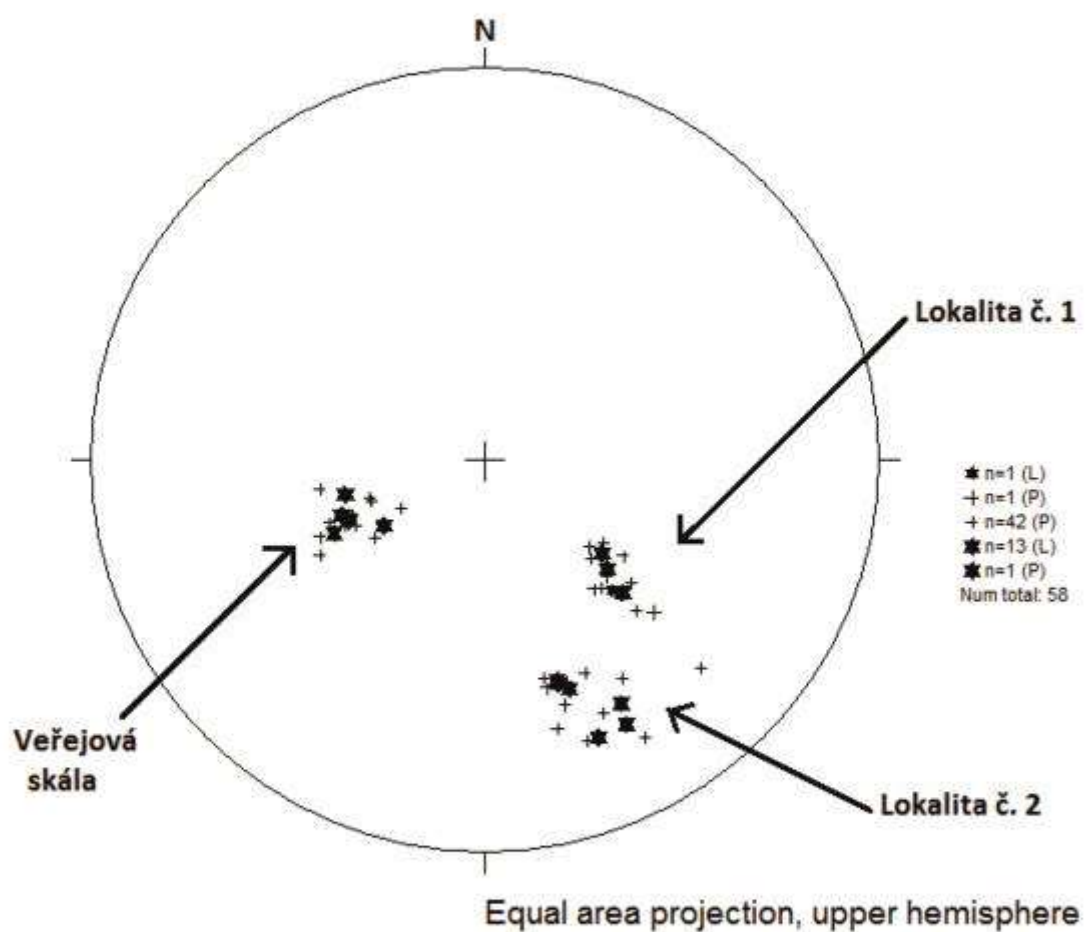 N
Lokalita č. 1
n=1 (L)
n=1 (P)
n=42 (P)
n=13 (L)
n=1 (P)
Num total: 58
Veřejová
skála
Lokalita č. 2
Equal area projection, upper hemisphere